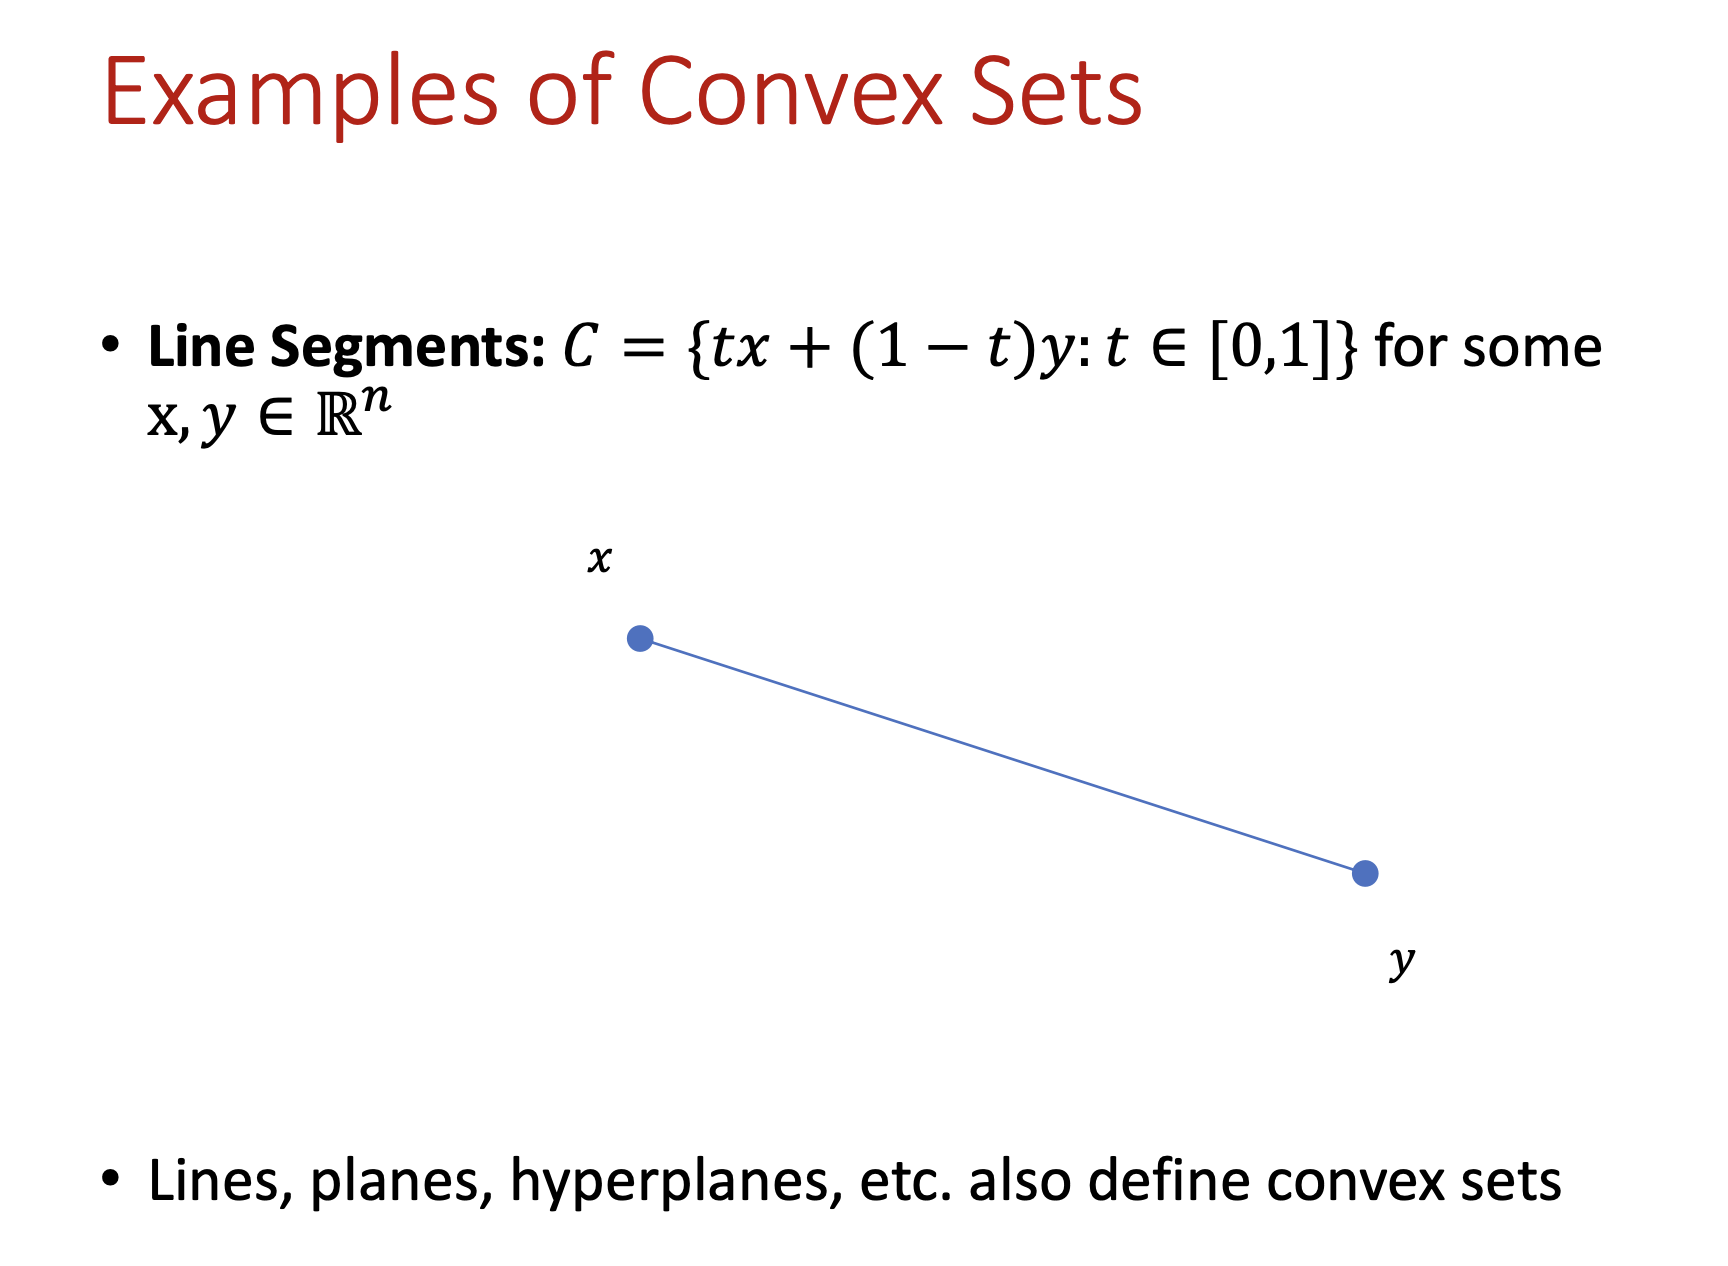 Examples of Convex Sets
• Line Segments: 𝐶 = {𝑡𝑥 + (1 − 𝑡)𝑦: 𝑡 ∈ [0,1]} for some
x, 𝑦 ∈ ℝⁿ
𝑥
𝑦
• Lines, planes, hyperplanes, etc. also define convex sets